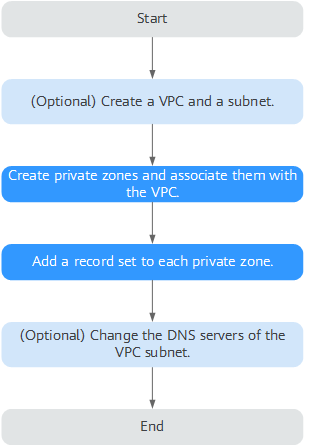 Start
(Optional) Create a VPC and a subnet.
Create private zones and associate them with
the VPC.
Add a record set to each private zone.
(Optional) Change the DNS servers of the
VPC subnet.
End